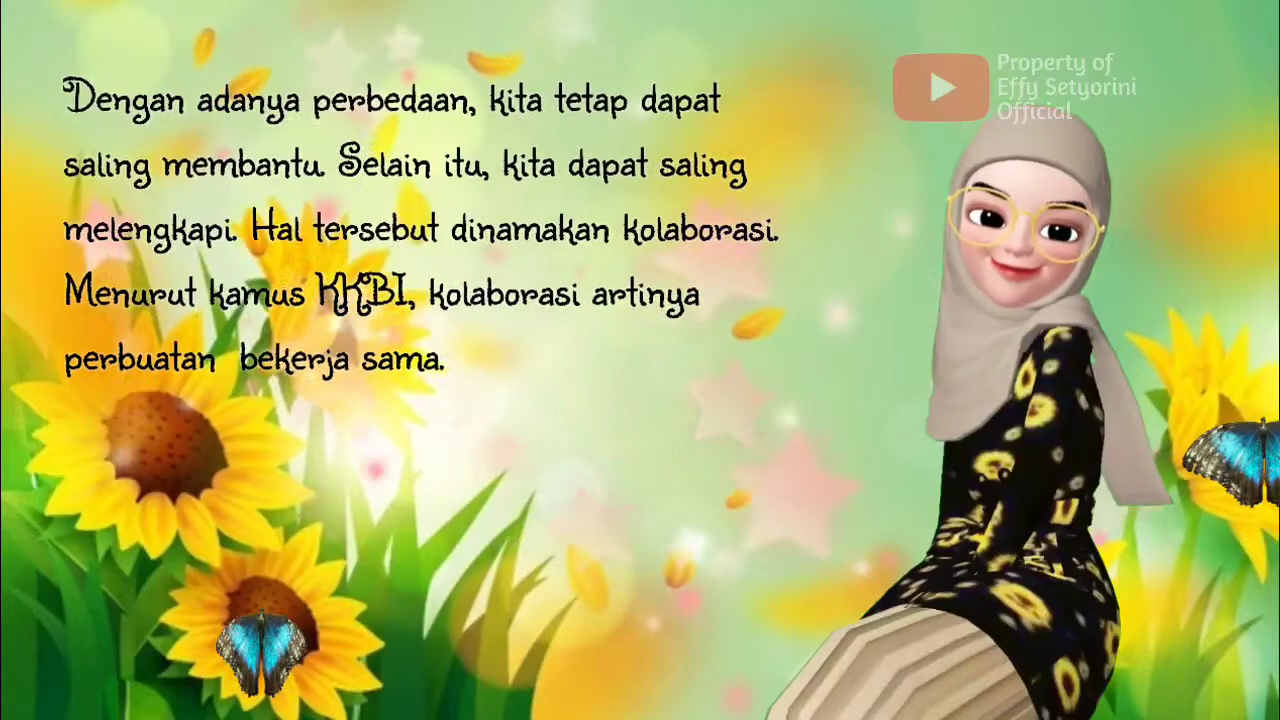 Dengan adanya perbedaan, kita tetap dapat
saling membantu. Selain itu, kita dapat saling
melengkapi. Hal tersebut dinamakan kolaborasi.
Menurut kamus KKBI, kolaborasi artinya
perbuatan bekerja sama.
Property of
Effy Setyorini
Official